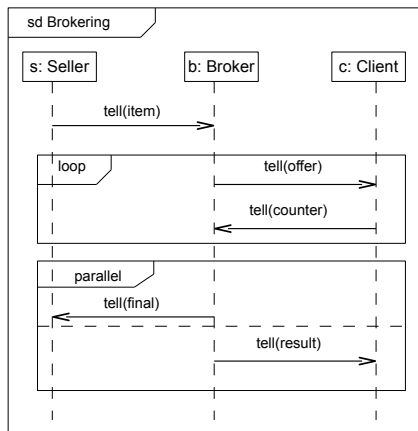 sd Brokering
s: Seller b: Broker c: Client
tell(item)
loop
tell(offer)
tell(counter)
parallel
tell(final)
tell(result)